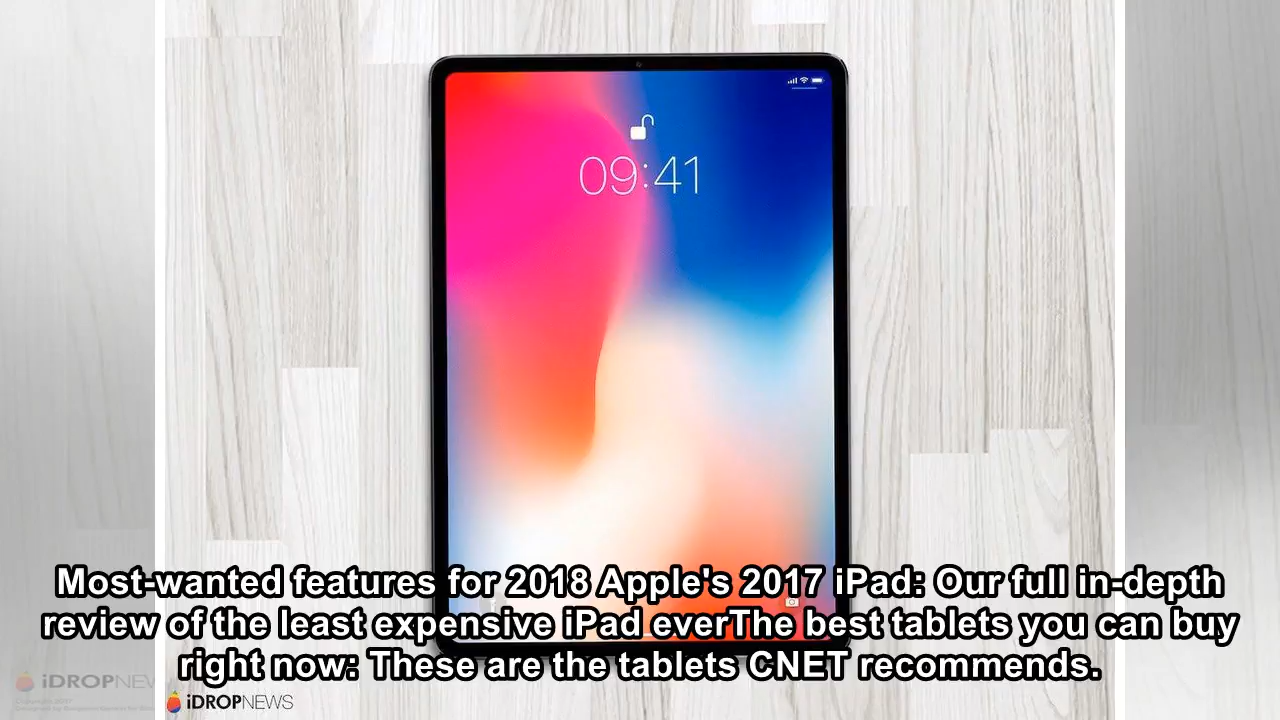 09:41
Most-wanted features for 2018 Apple's 2017 iPad: Our full in-depth
review of the least expensive iPad everThe best tablets you can buy
right now: These are the tablets CNET recommends.
iDROPNEW
iDROPNEWS